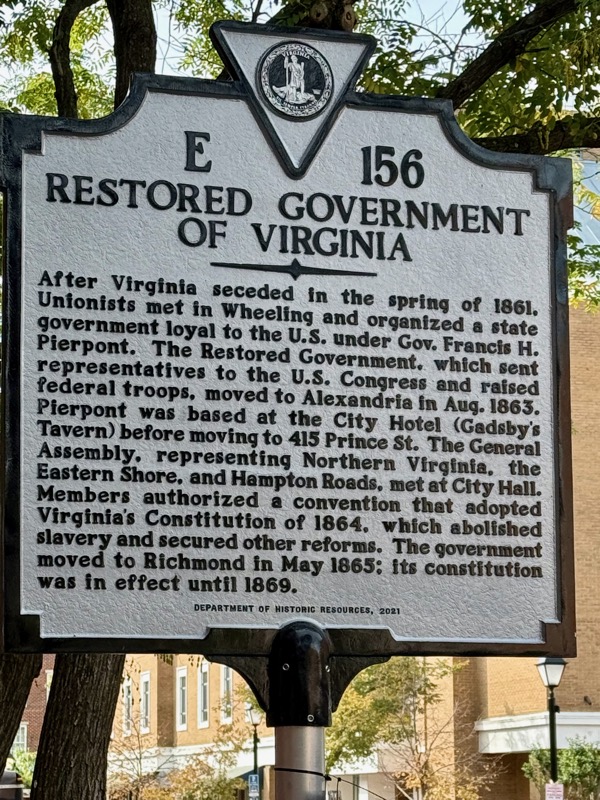 VIRGINIA
E 156
RESTORED GOVERNMENT
OF VIRGINIA
After Virginia seceded in the spring of 1861,
Unionists met in Wheeling and organized a state
government loyal to the U.S. under Gov. Francis H.
Pierpont. The Restored Government, which sent
representatives to the U.S. Congress and raised
federal troops, moved to Alexandria in Aug. 1863.
Pierpont was based at the City Hotel (Gadsby's
Tavern) before moving to 415 Prince St. The General
Assembly, representing Northern Virginia, the
Eastern Shore, and Hampton Roads, met at City Hall.
Members authorized a convention that adopted
Virginia's Constitution of 1864, which abolished
slavery and secured other reforms. The government
moved to Richmond in May 1865; its constitution
was in effect until 1869.
DEPARTMENT OF HISTORIC RESOURCES, 2021